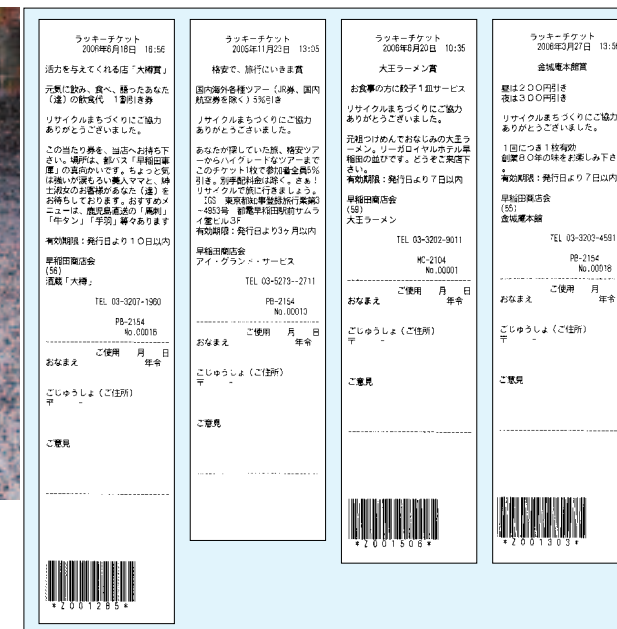 ラッキーチケット
2006年6月18日 16:56
活力を与えてくれる店「大樽賞」
元気に飲み、食べ、語ったあなた
(達)の飲食代 1割引き券
リサイクルまちづくりにご協力
ありがとうございました。
この当たり券を、当店へお持ち下
さい。場所は、都バス「早稲田車
庫」の真向かいです。ちょっと気
は強いが涙もろい美人ママと、紳
士淑女のお客様があなた(達)を
お待ちしております。おすすめメ
ニューは、鹿児島直送の「馬刺」
「牛タン」「手羽」等々あります
有効期限:発行日より10日以内
早稲田商店会
(56)
酒蔵「大樽」
TEL 03-3207-1960
PB-2154
No.00016
ご使用 月 日
おなまえ 年令
ごじゅうしょ(ご住所)
〒 -
ご意見
*Z001285*
ラッキーチケット
2005年11月23日 13:05
格安で、旅行にいきま賞
国内海外各種ツアー(JR券、国内
航空券を除く)5%引き
リサイクルまちづくりにご協力
ありがとうございました。
あなたが探していた旅、格安ツア
ーからハイグレードなツアーまで
このチケット1枚で参加者全員5%
引き。別手配料金は除く。さぁ!
リサイクルで旅に行きましょう。
IGS 東京都知事登録旅行業第3
-4953号 都電早稲田駅前サムラ
イ堂ビル3F
有効期限:発行日より3ヶ月以内
早稲田商店会
アイ・グランド・サービス
TEL 03-5273--2711
PB-2154
No.00013
ご使用 月 日
おなまえ 年令
ごじゅうしょ(ご住所)
〒 -
ご意見
ラッキーチケット
2006年8月20日 10:35
大王ラーメン賞
お食事の方に餃子1皿サービス
リサイクルまちづくりにご協力
ありがとうございました。
元祖つけめんでおなじみの大王ラ
ーメン。リーガロイヤルホテル早
稲田の並びです。どうぞご来店下
さい。
有効期限:発行日より7日以内
早稲田商店会
(59)
大王ラーメン
TEL 03-3202-9011
MC-2104
No.00001
ご使用 月 日
おなまえ 年令
ごじゅうしょ(ご住所)
〒 -
ご意見
*Z001506*
ラッキーチケット
2006年3月27日 13:56
金城庵本館賞
昼は200円引き
夜は300円引き
リサイクルまちづくりにご協力
ありがとうございました。
1回につき1枚有効
創業80年の味をお楽しみ下さ
。
有効期限:発行日より7日以内
早稲田商店会
(55)
金城庵本館
TEL 03-3203-4591
PB-2154
No.00018
ご使用 月
おなまえ 年令
ごじゅうしょ(ご住所)
〒 -
ご意見
*Z001303*